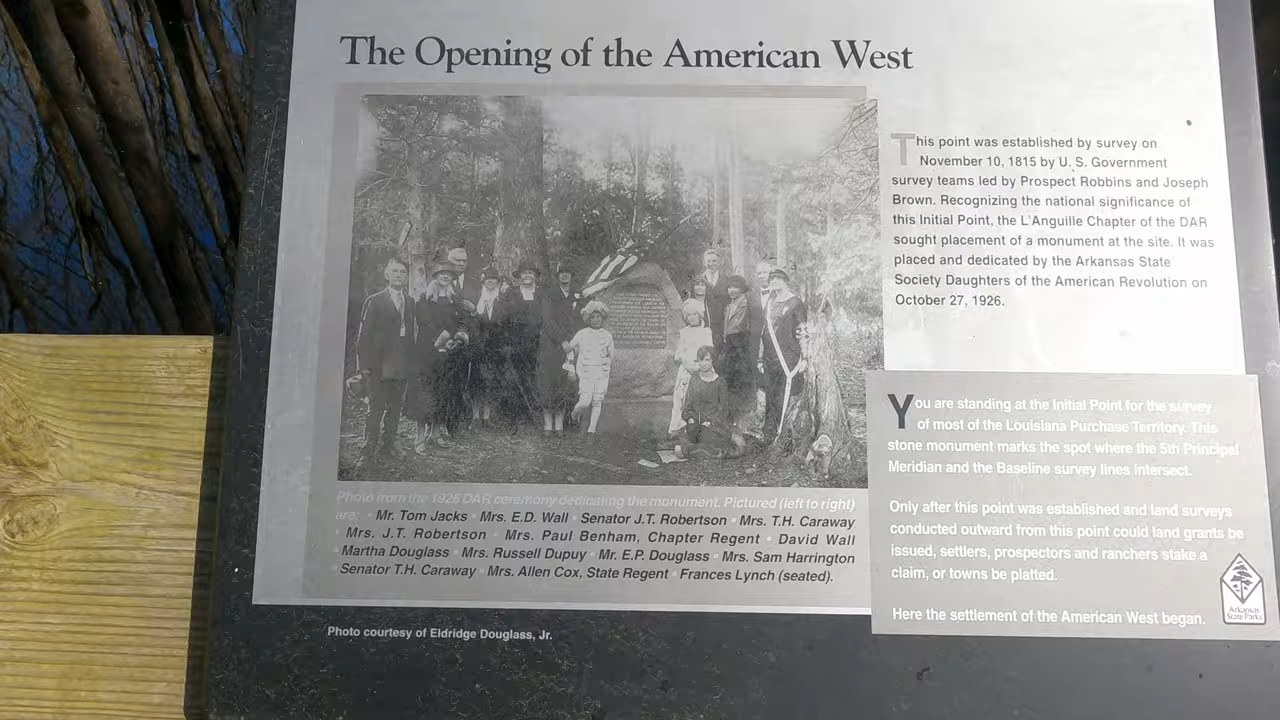 The Opening of the American West
This point was established by survey on
November 10, 1815 by U. S. Government
survey teams led by Prospect Robbins and Joseph
Brown. Recognizing the national significance of
this Initial Point, the L'Anguille Chapter of the DAR
sought placement of a monument at the site. It was
placed and dedicated by the Arkansas State
Society Daughters of the American Revolution on
October 27, 1926.
You are standing at the Initial Point for the survey
of most of the Louisiana Purchase Territory. This
stone monument marks the spot where the 5th Principal
Meridian and the Baseline survey lines intersect.
Only after this point was established and land surveys
conducted outward from this point could land grants be
issued, settlers, prospectors and ranchers stake a
claim, or towns be platted.
Here the settlement of the American West began.
Arkansas
State Parks
Photo from the 1926 DAR ceremony dedicating the monument. Pictured (left to right)
are: • Mr. Tom Jacks • Mrs. E.D. Wall • Senator J.T. Robertson • Mrs. T.H. Caraway
• Mrs. J.T. Robertson • Mrs. Paul Benham, Chapter Regent • David Wall
Martha Douglass • Mrs. Russell Dupuy • Mr. E.P. Douglass • Mrs. Sam Harrington
Senator T.H. Caraway • Mrs. Allen Cox, State Regent • Frances Lynch (seated).
Photo courtesy of Eldridge Douglass, Jr.